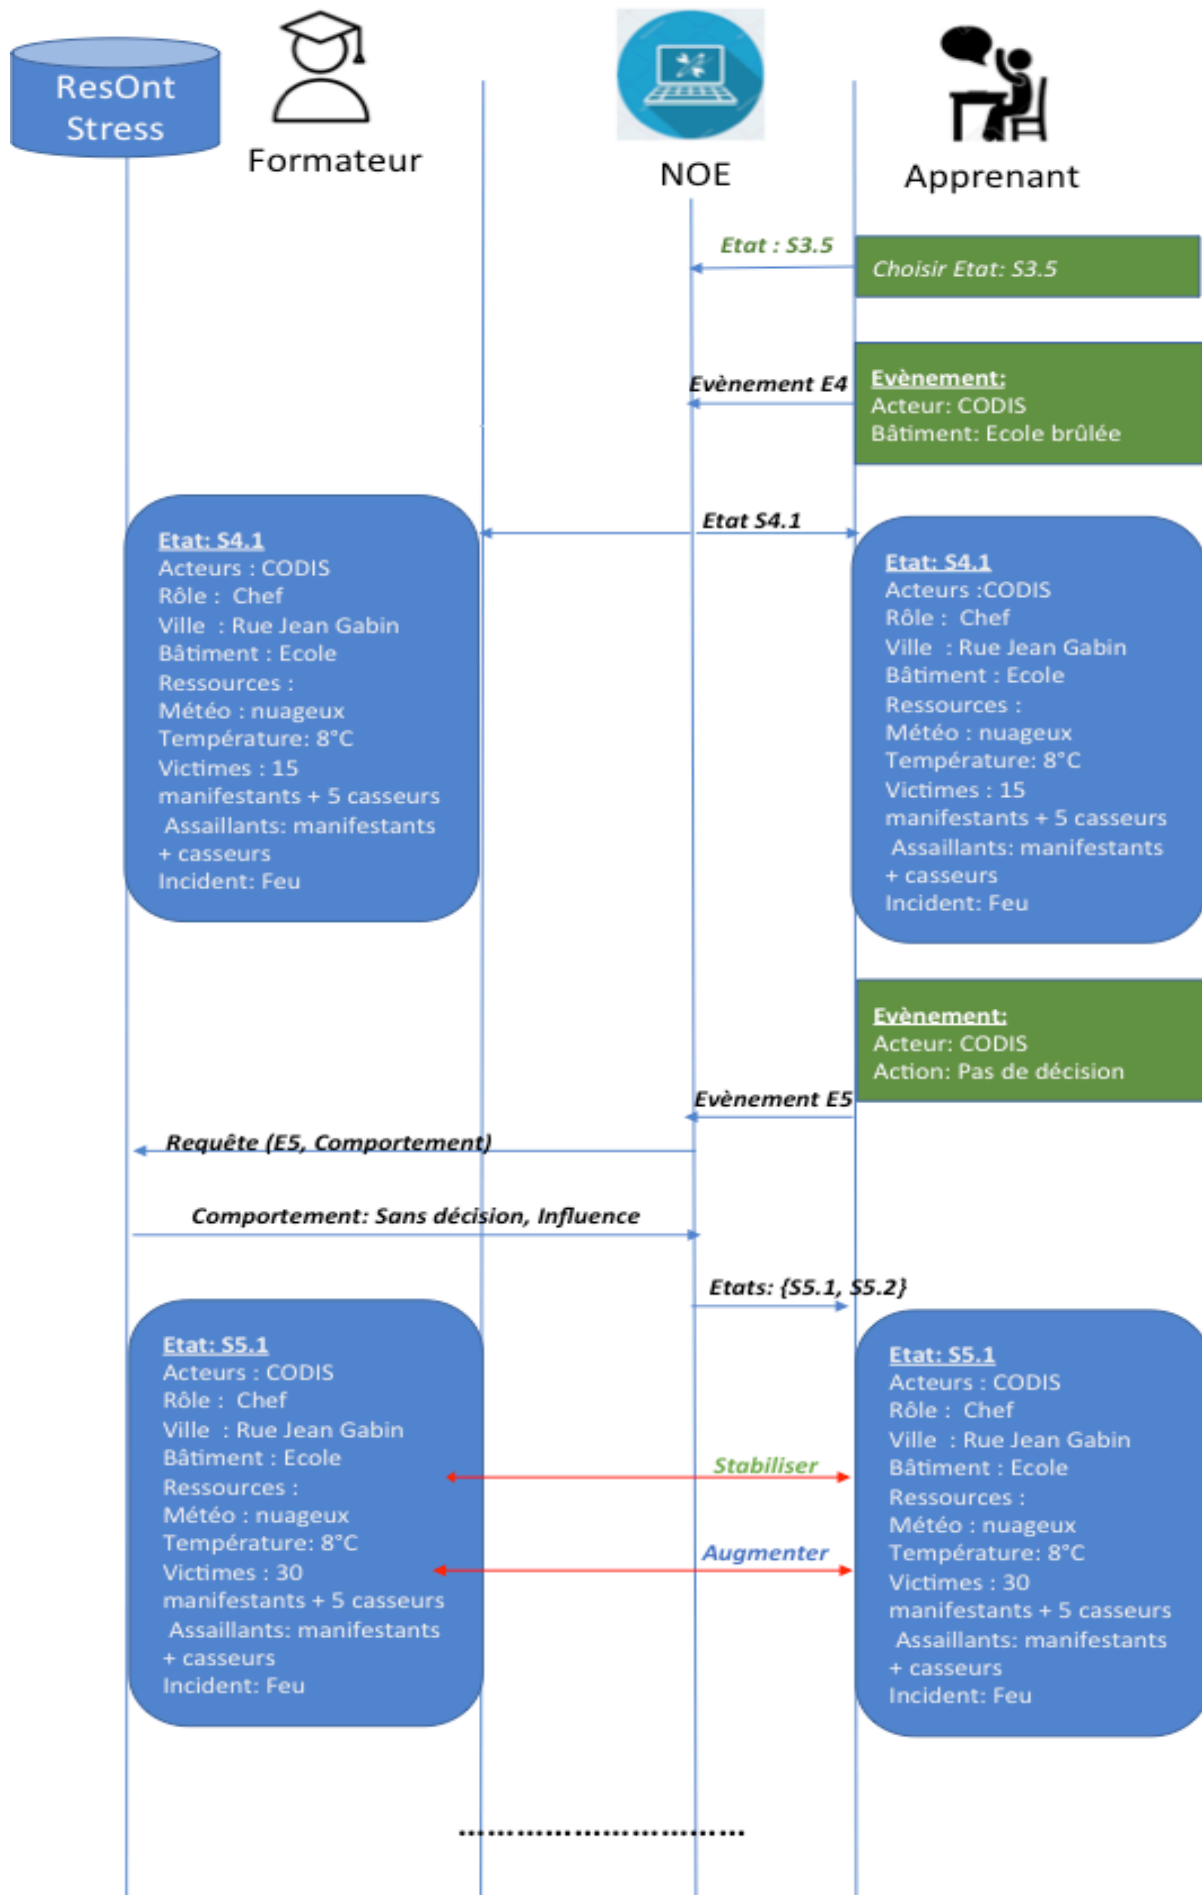 ResOnt
Stress
Formateur
NOE
Apprenant
Etat : S3.5
Choisir Etat: S3.5
Evènement E4
Evènement:
Acteur: CODIS
Bâtiment: Ecole brûlée
Etat S4.1
Etat: S4.1
Acteurs : CODIS
Rôle : Chef
Ville : Rue Jean Gabin
Bâtiment : Ecole
Ressources :
Météo : nuageux
Température: 8°C
Victimes : 15
manifestants + 5 casseurs
Assaillants: manifestants
+ casseurs
Incident: Feu
Etat: S4.1
Acteurs :CODIS
Rôle : Chef
Ville : Rue Jean Gabin
Bâtiment : Ecole
Ressources :
Météo : nuageux
Température: 8°C
Victimes : 15
manifestants + 5 casseurs
Assaillants: manifestants
+ casseurs
Incident: Feu
Evènement:
Acteur: CODIS
Action: Pas de décision
Evènement E5
Requête (E5, Comportement)
Comportement: Sans décision, Influence
Etats: {S5.1, S5.2}
Etat: S5.1
Acteurs : CODIS
Rôle : Chef
Ville : Rue Jean Gabin
Bâtiment : Ecole
Ressources :
Météo : nuageux
Température: 8°C
Victimes : 30
manifestants + 5 casseurs
Assaillants: manifestants
+ casseurs
Incident: Feu
Stabiliser
Augmenter
Etat: S5.1
Acteurs : CODIS
Rôle : Chef
Ville : Rue Jean Gabin
Bâtiment : Ecole
Ressources :
Météo : nuageux
Température: 8°C
Victimes : 30
manifestants + 5 casseurs
Assaillants: manifestants
+ casseurs
Incident: Feu
..............................